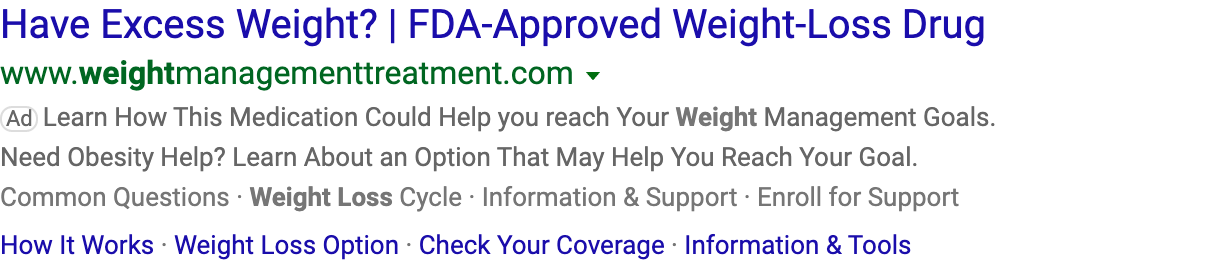 Have Excess Weight? | FDA-Approved Weight-Loss Drug
www.weightmanagementtreatment.com
Ad Learn How This Medication Could Help you reach Your Weight Management Goals.
Need Obesity Help? Learn About an Option That May Help You Reach Your Goal.
Common Questions · Weight Loss Cycle · Information & Support · Enroll for Support
How It Works · Weight Loss Option · Check Your Coverage · Information & Tools